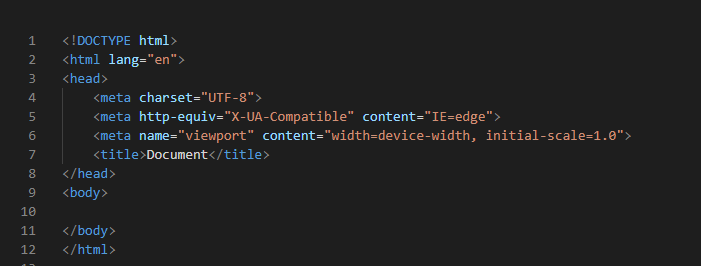 1 <!DOCTYPE html>
2 <html lang="en">
3 <head>
4     <meta charset="UTF-8">
5     <meta http-equiv="X-UA-Compatible" content="IE=edge">
6     <meta name="viewport" content="width=device-width, initial-scale=1.0">
7     <title>Document</title>
8 </head>
9 <body>
10
11 </body>
12 </html>
13